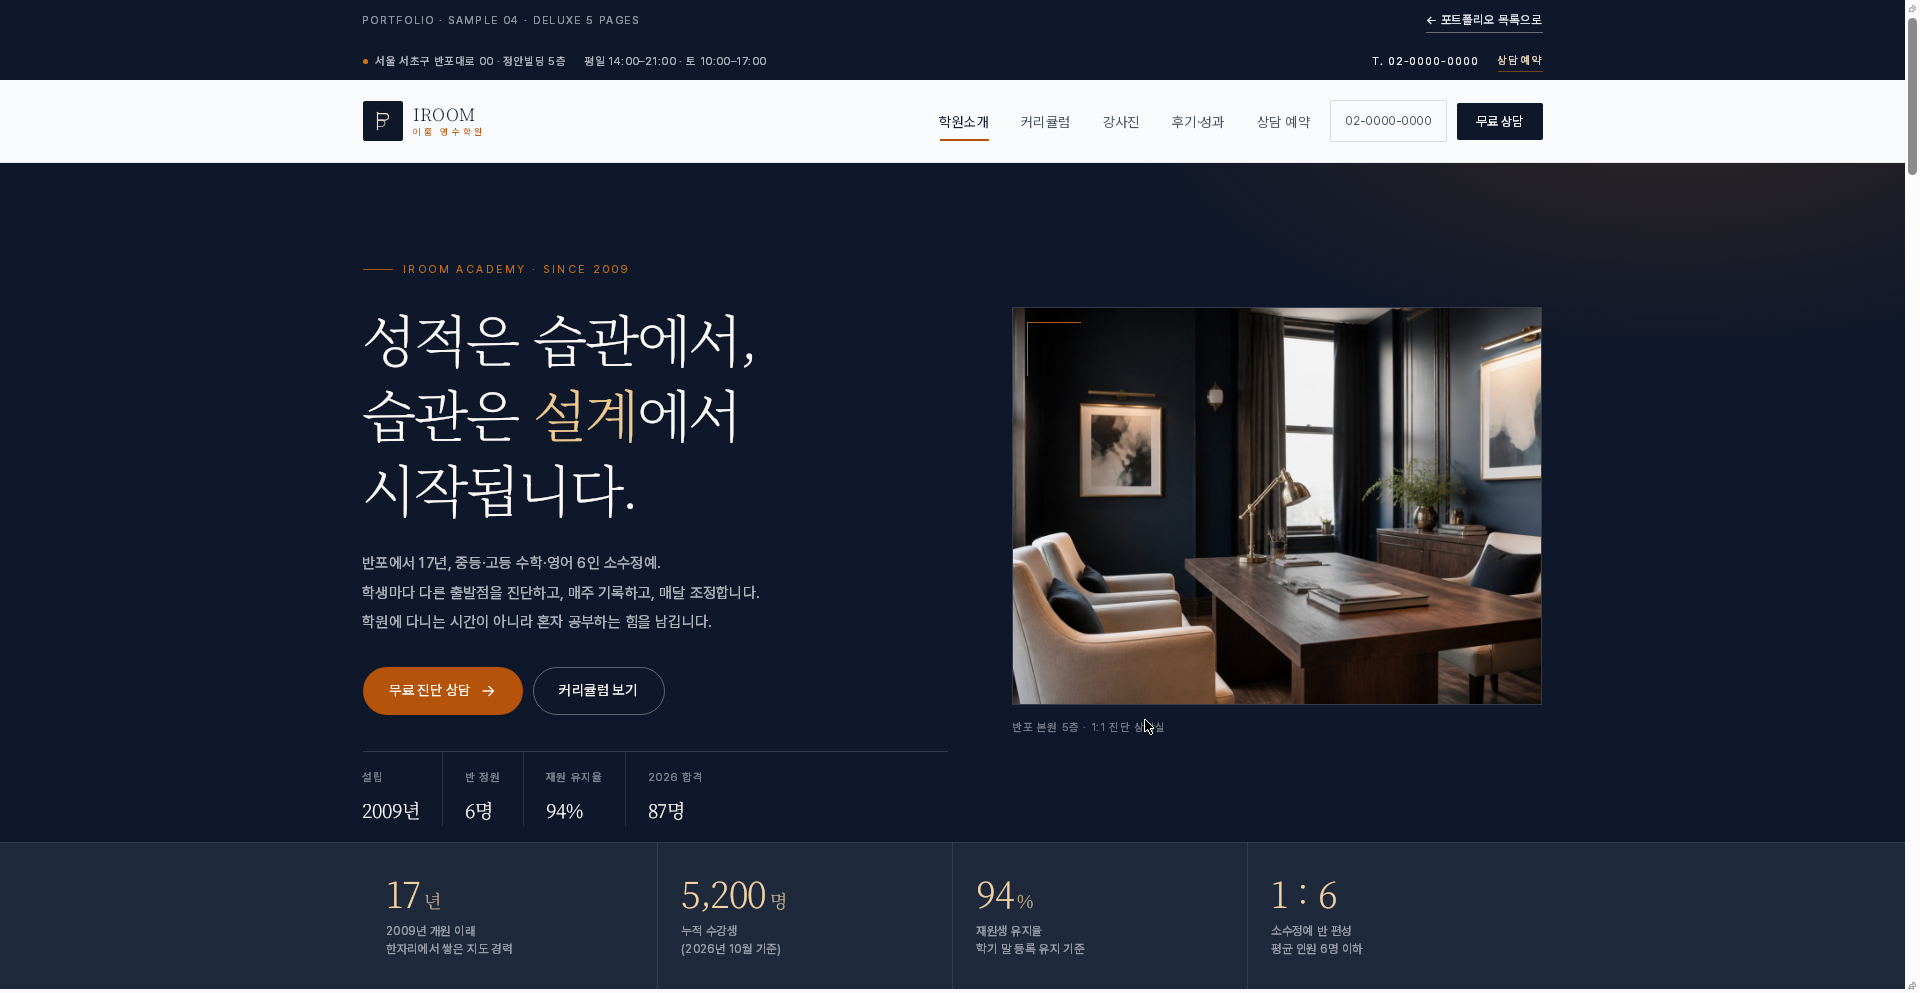 PORTFOLIO · SAMPLE 04 · DELUXE 5 PAGES
← 포트폴리오 목록으로
서울 서초구 반포대로 00 · 정안빌딩 5층 평일 14:00–21:00 · 토 10:00–17:00
T. 02-0000-0000 상담 예약
IROOM
이룸 영수학원
학원소개 커리큘럼 강사진 후기·성과 상담 예약 02-0000-0000 무료 상담
IROOM ACADEMY · SINCE 2009
성적은 습관에서,
습관은 설계에서
시작됩니다.
반포에서 17년, 중등·고등 수학·영어 6인 소수정예.
학생마다 다른 출발점을 진단하고, 매주 기록하고, 매달 조정합니다.
학원에 다니는 시간이 아니라 혼자 공부하는 힘을 남깁니다.
무료 진단 상담 →
커리큘럼 보기
반포 본원 5층 · 1:1 진단
설립 반 정원 재원 유지율 2026 합격
2009년 6명 94% 87명
17년
2009년 개원 이래
한자리에서 쌓은 지도 경력
5,200명
누적 수강생
(2026년 10월 기준)
94%
재원생 유지율
학기 말 등록 유지 기준
1 : 6
소수정예 반 편성
평균 인원 6명 이하